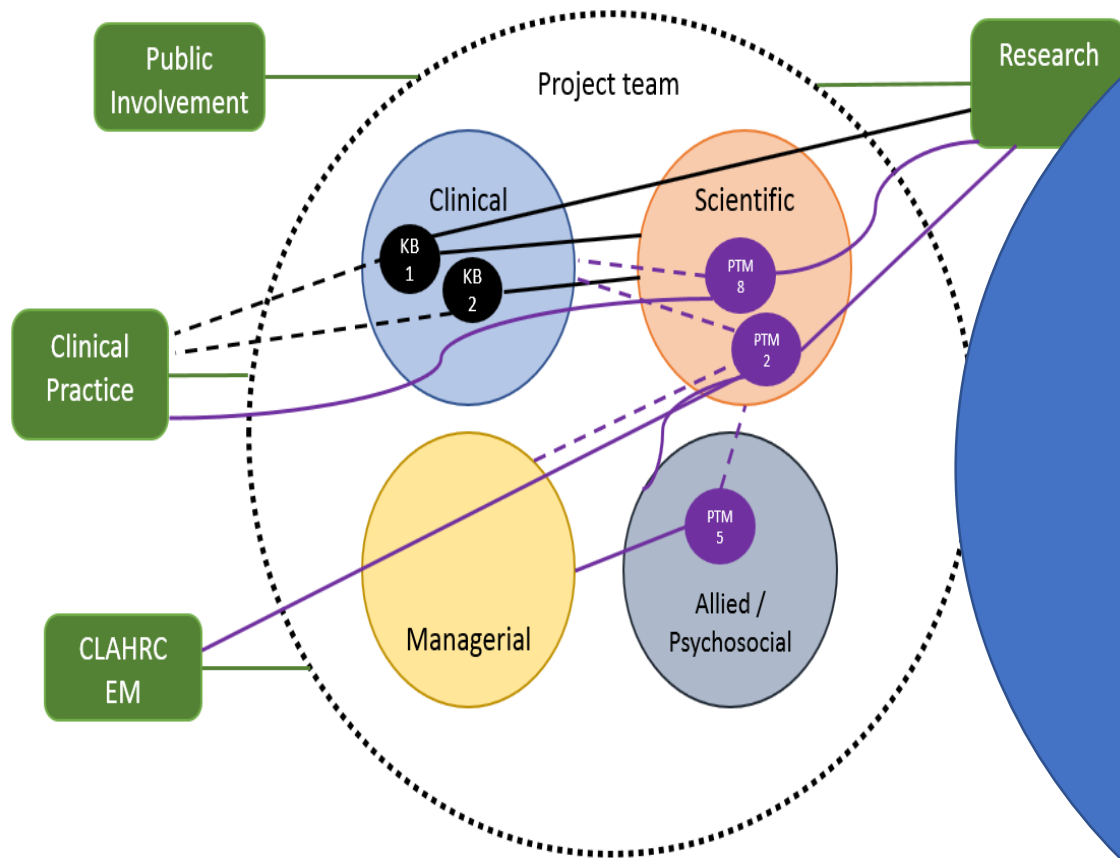 Public
Involvement
Project team
Research
Clinical
Scientific
KB
1
KB
2
PTM
8
PTM
2
Clinical
Practice
PTM
5
Managerial
Allied /
Psychosocial
CLAHRC
EM